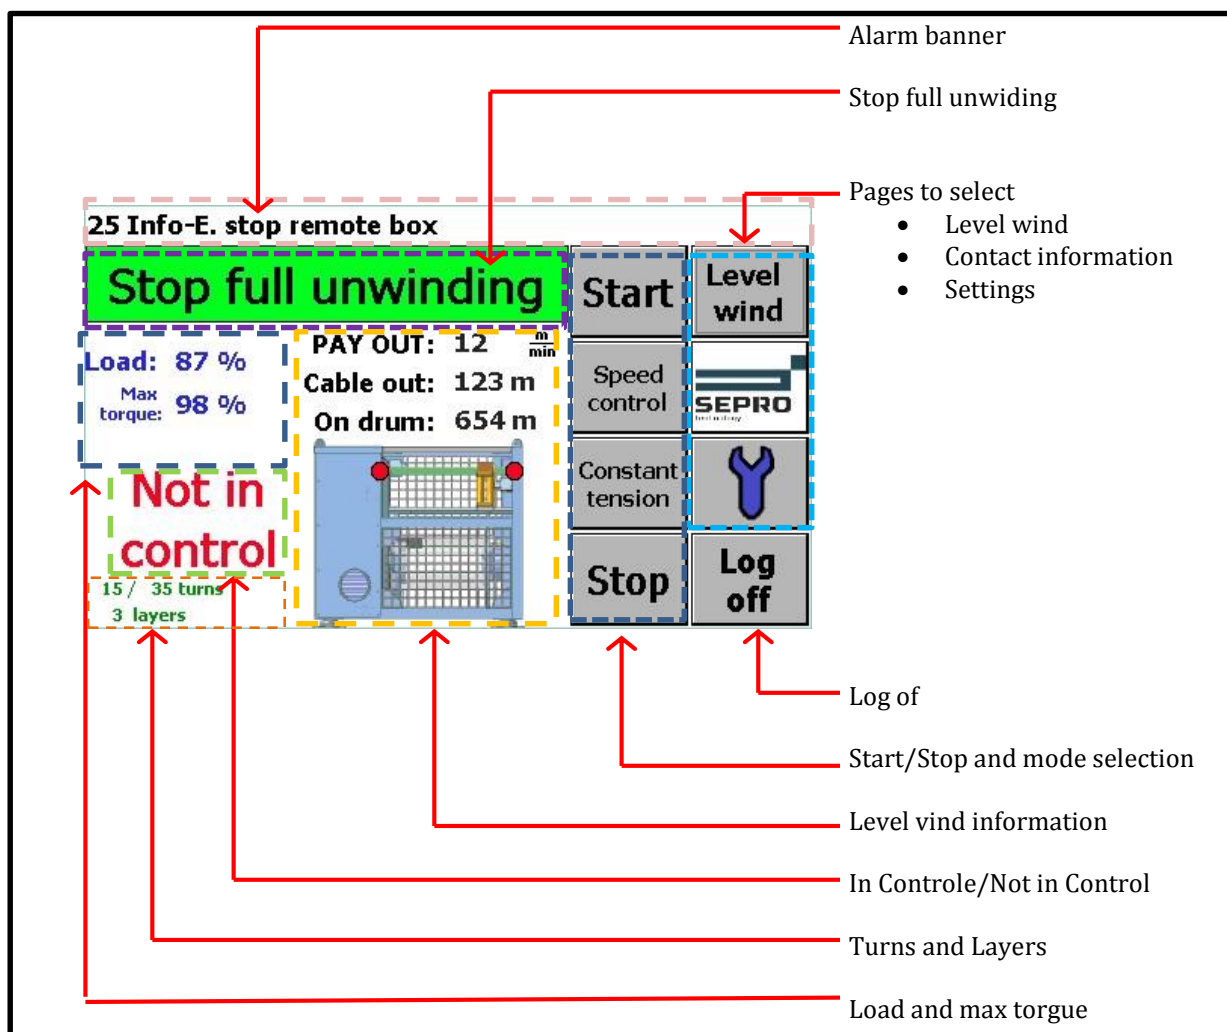 Alarm banner
Stop full unwiding
Pages to select
• Level wind
• Contact information
• Settings
25 Info-E. stop remote box
Stop full unwinding
Start
Level
wind
Load: 87 %
Max
torque: 98 %
PAY OUT: 12 m/min
Cable out: 123 m
On drum: 654 m
Speed
control
SEPRO
technology
Not in
control
Constant
tension
15 / 35 turns
3 layers
Stop
Log
off
Log of
Start/Stop and mode selection
Level vind information
In Controle/Not in Control
Turns and Layers
Load and max torgue